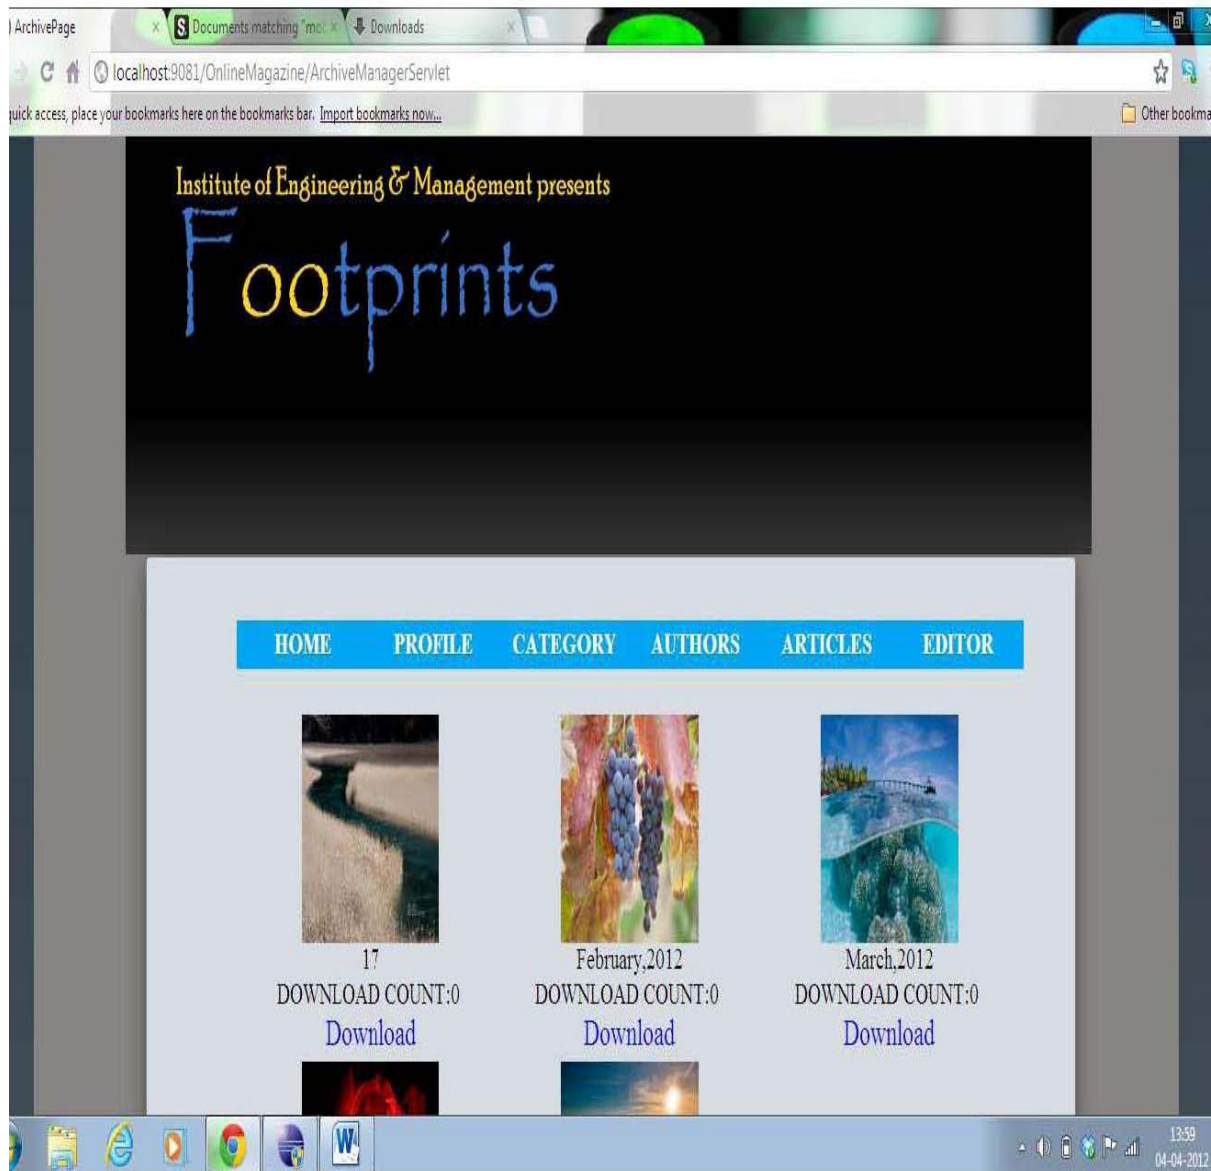 ArchivePage
Documents matching "mo
Downloads
localhost:9081/OnlineMagazine/ArchiveManagerServlet
quick access, place your bookmarks here on the bookmarks bar. Import bookmarks now...
Other bookma
Institute of Engineering & Management presents
Footprints
HOME PROFILE CATEGORY AUTHORS ARTICLES EDITOR
17 February,2012 March,2012
DOWNLOAD COUNT:0 DOWNLOAD COUNT:0 DOWNLOAD COUNT:0
Download Download Download
13:59
04-04-2012